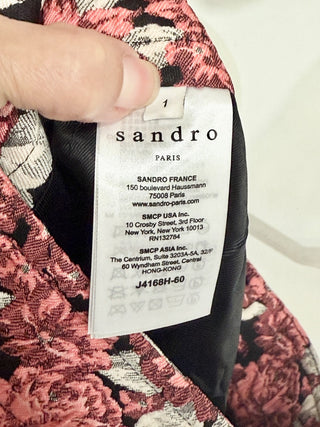 1
sandro
PARIS
SANDRO FRANCE
150 boulevard Haussmann
75008 Paris
www.sandro-paris.com
SMCP USA Inc.
10 Crosby Street, 3rd Floor
New York, New York 10013
RN132764
SMCP ASIA Inc.
The Centrium, Suite 3203A-5A, 32/F
60 Wyndham Street, Central
HONG-KONG
J4168H-60